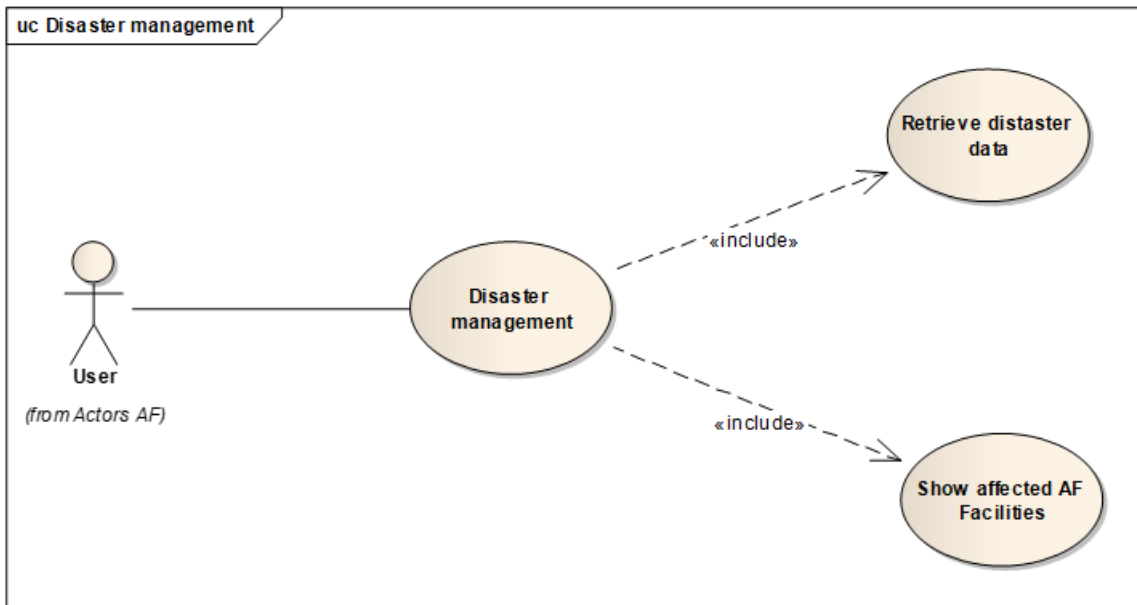 uc Disaster management
Retrieve distaster
data
«include»
Disaster
management
User
(from Actors AF)
«include»
Show affected AF
Facilities